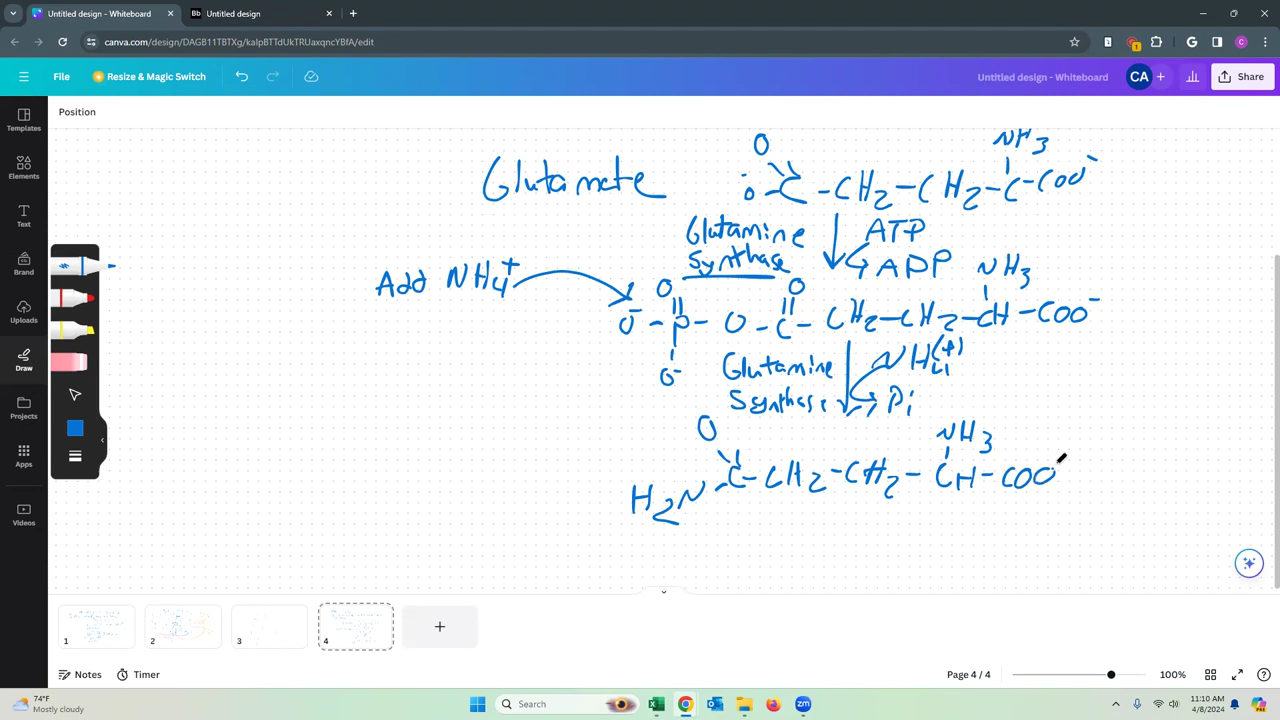 Untitled design - Whiteboard
Bb Untitled design
canva.com/design/DAGB11TBTXg/kaIpBTTdUkTRUaxqncYBfA/edit
File
Resize & Magic Switch
Untitled design - Whiteboard
CA
Share
Position
Templates
Elements
Text
Brand
Uploads
Draw
Projects
Apps
Videos
NH3
O
Glutamate
O - C - CH2 - CH2 - C - COO-
Glutamine
Synthase
ATP
ADP
Add NH4+
NH3
O O
O- - P - O - C - CH2 - CH2 - CH - COO-
O-
Glutamine
Synthase
NH4(+)
Pi
O
NH3
H2N - C - CH2 - CH2 - CH - COO
1
2
3
4
Notes
Timer
Page 4 / 4
100%
74°F
Mostly cloudy
Search
11:10 AM
4/8/2024